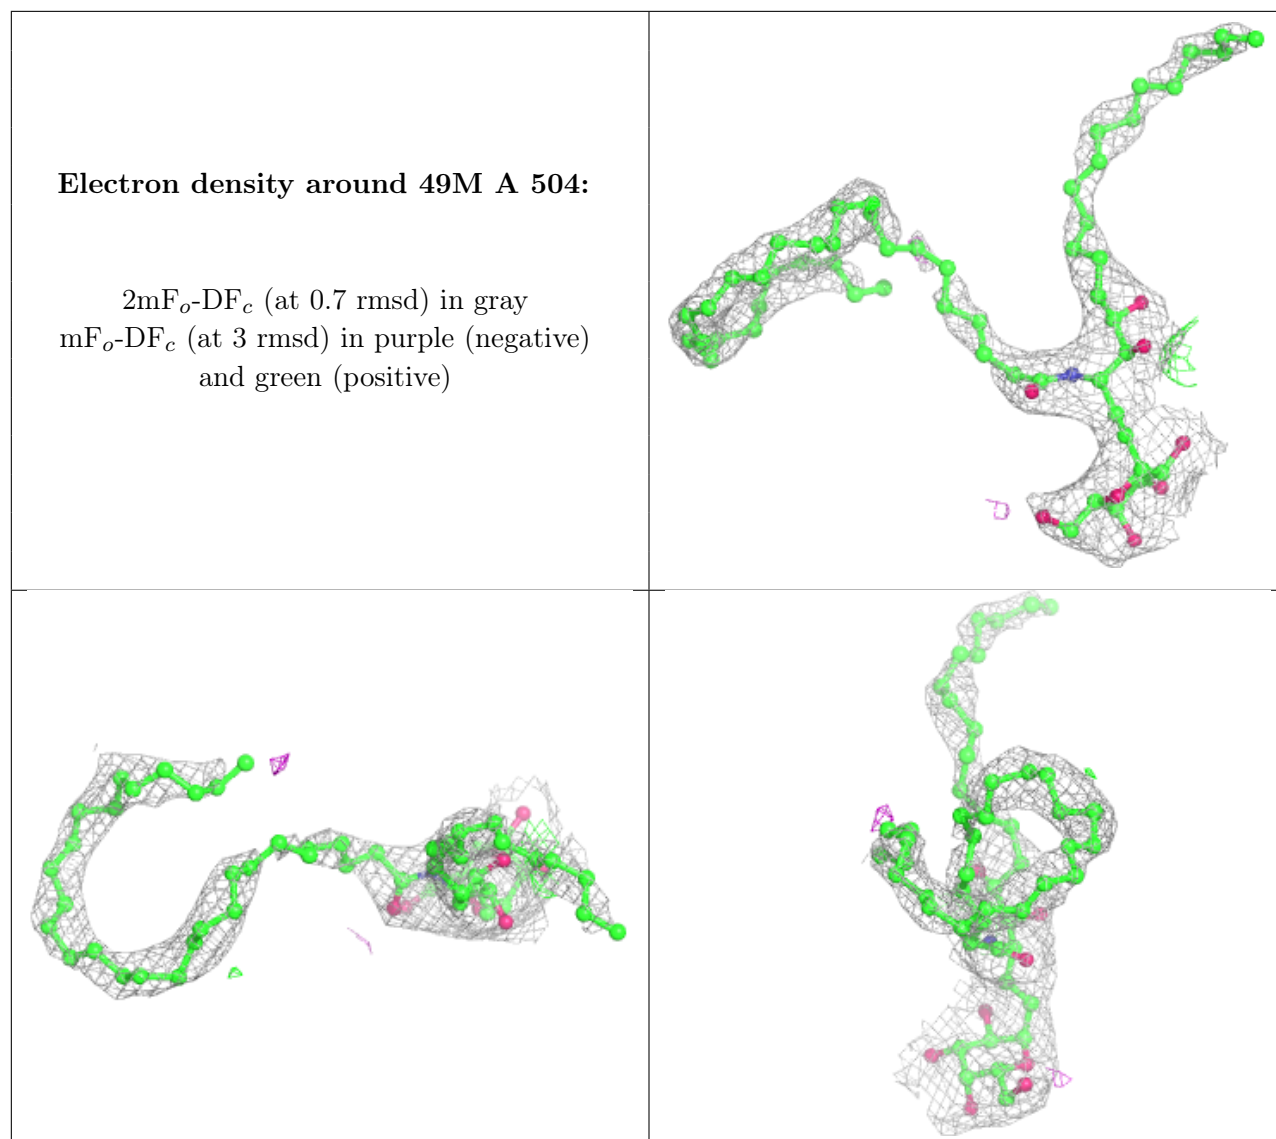 Electron density around 49M A 504:
2mFo-DFc (at 0.7 rmsd) in gray
mFo-DFc (at 3 rmsd) in purple (negative)
and green (positive)